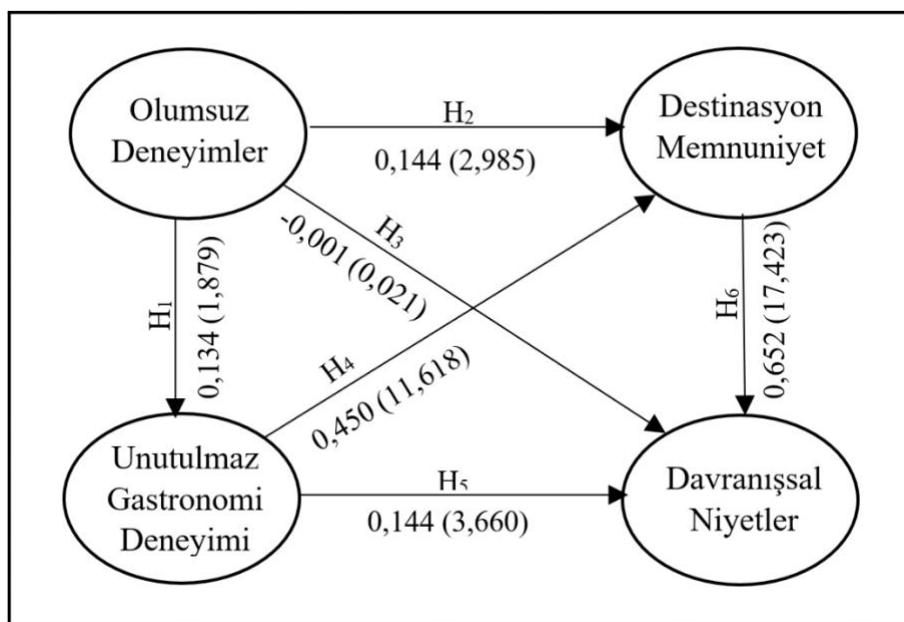 Olumsuz
Deneyimler
H₂
0,144 (2,985)
Destinasyon
Memnuniyet
H₃
-0,001 (0,021)
H₁
0,134 (1,879)
H₄
0,450 (11,618)
H₆
0,652 (17,423)
Unutulmaz
Gastronomi
Deneyimi
H₅
0,144 (3,660)
Davranışsal
Niyetler